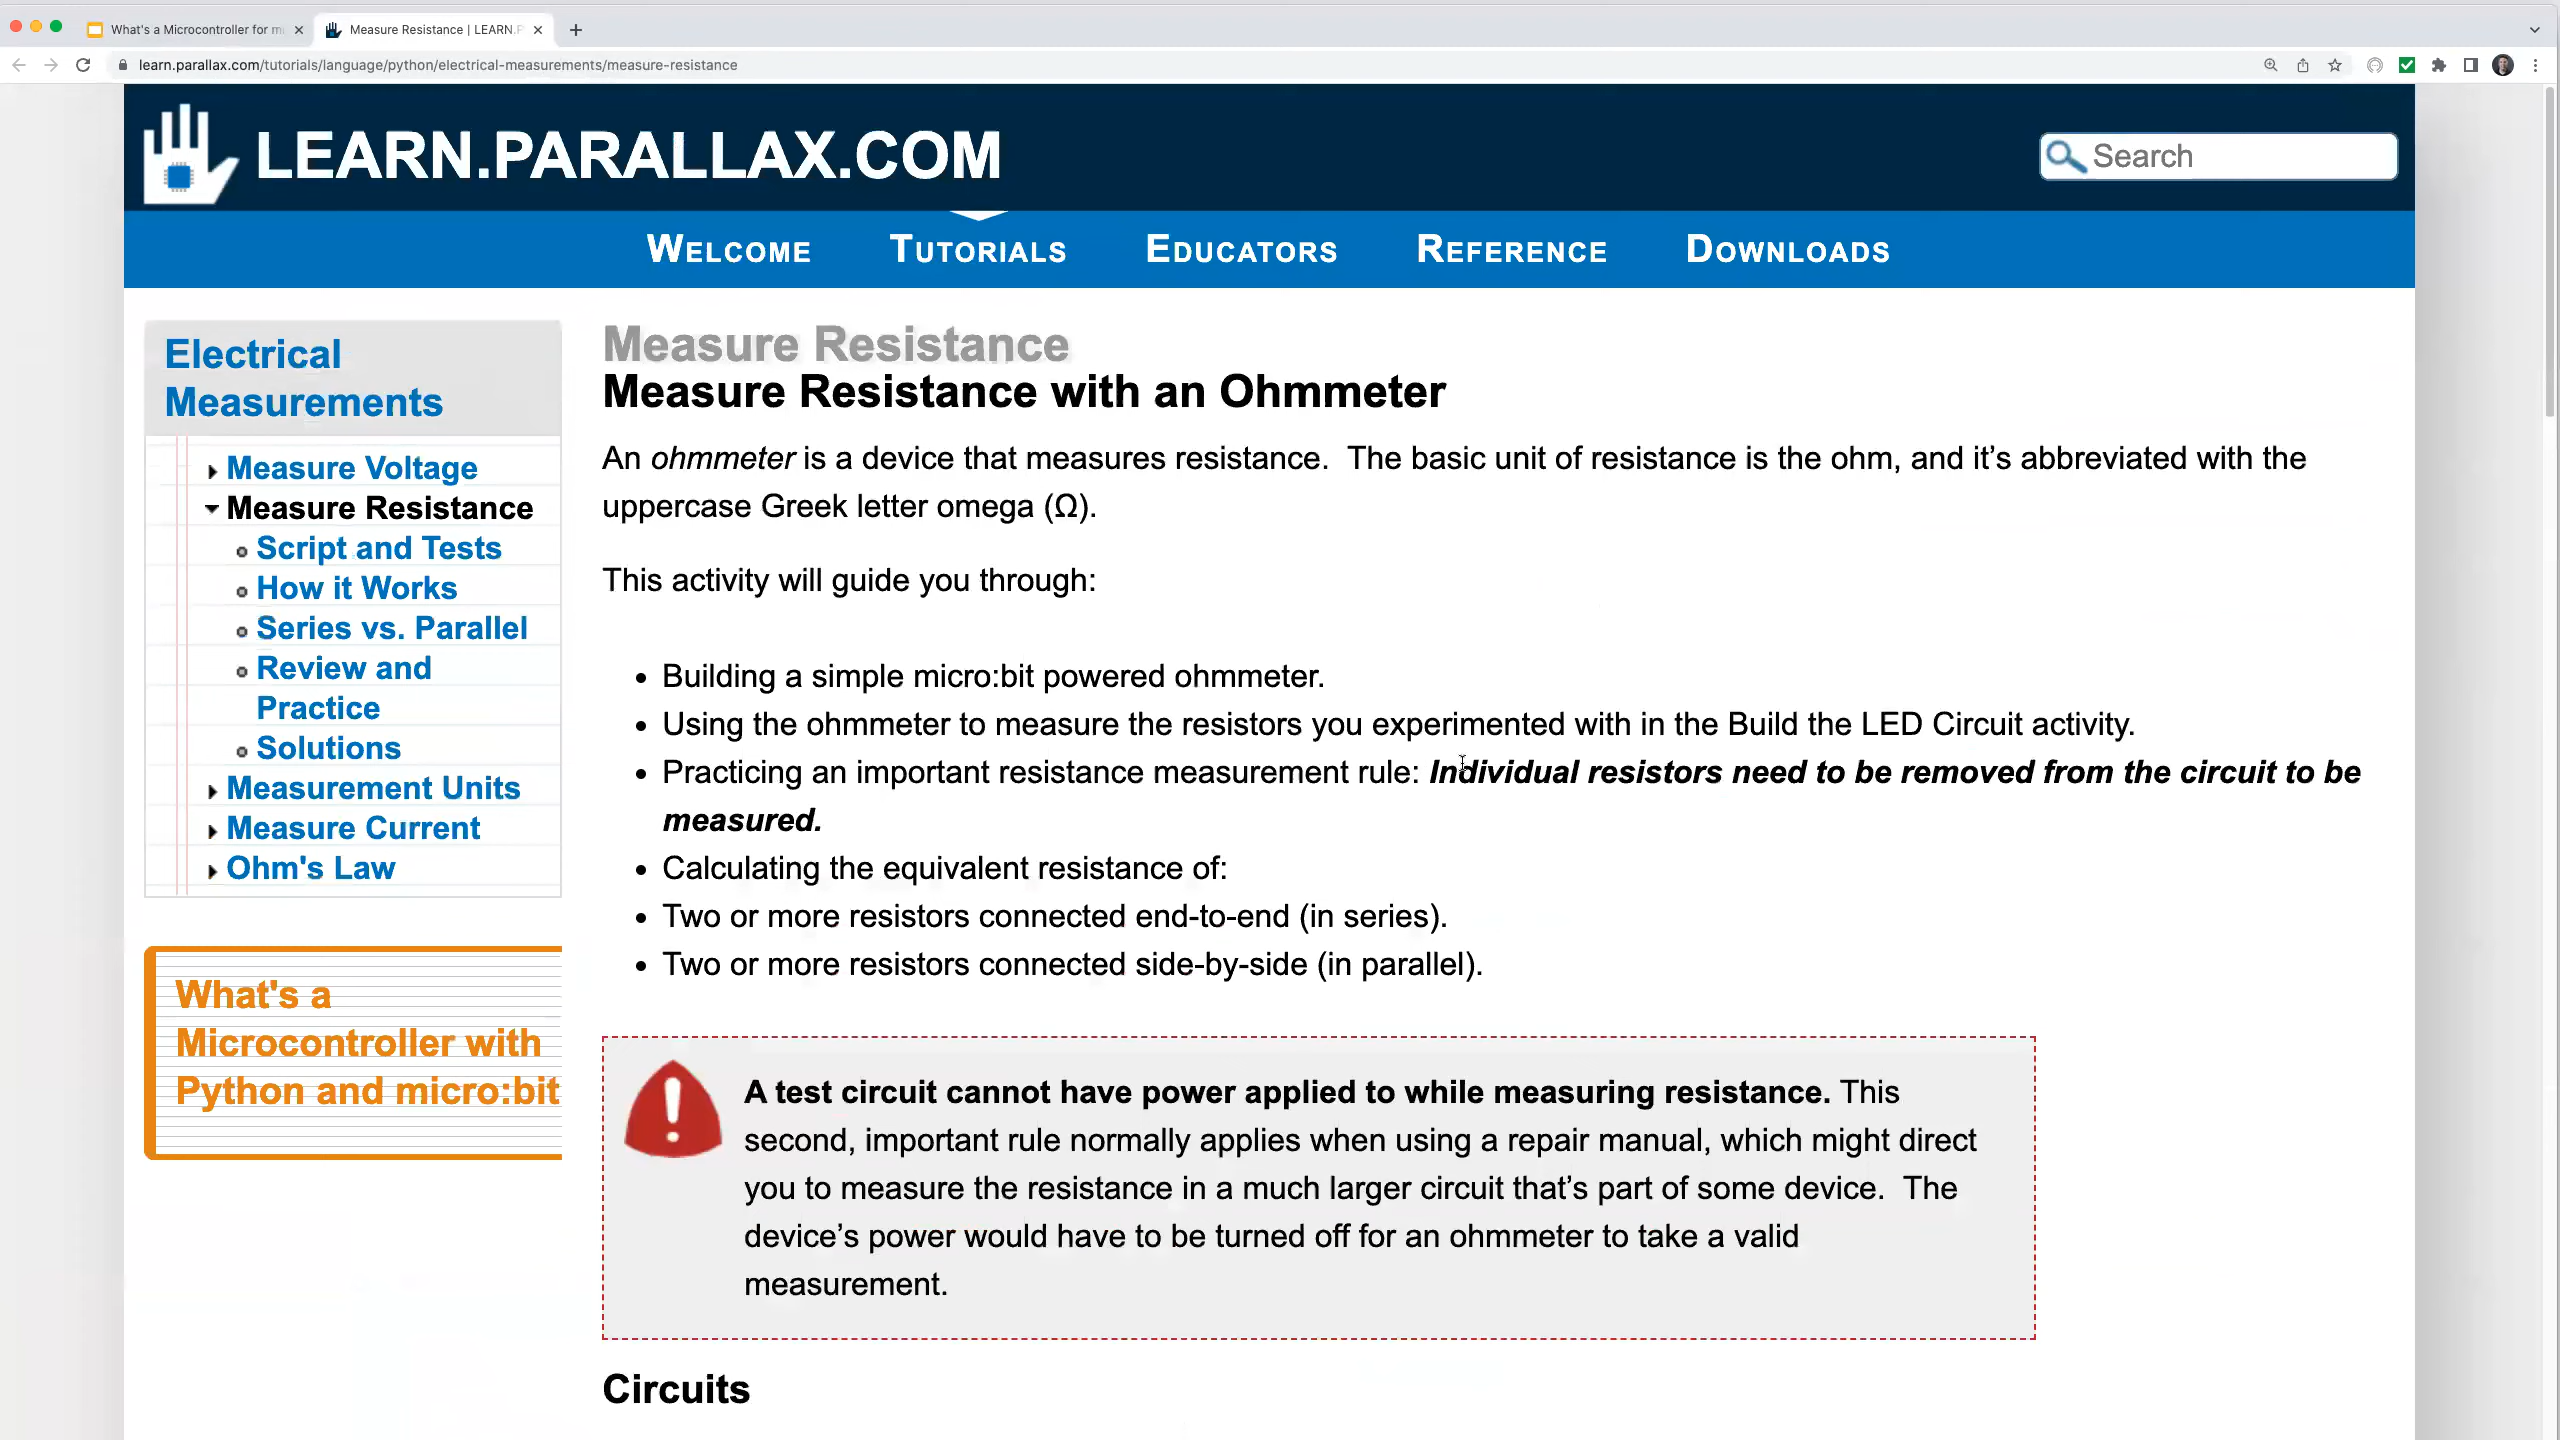 What's a Microcontroller for m
Measure Resistance | LEARN.P
learn.parallax.com/tutorials/language/python/electrical-measurements/measure-resistance
LEARN.PARALLAX.COM
Search
WELCOME
TUTORIALS
EDUCATORS
REFERENCE
DOWNLOADS
Electrical
Measurements
Measure Voltage
Measure Resistance
Script and Tests
How it Works
Series vs. Parallel
Review and
Practice
Solutions
Measurement Units
Measure Current
Ohm's Law
What's a
Microcontroller with
Python and micro:bit
Measure Resistance
Measure Resistance with an Ohmmeter
An ohmmeter is a device that measures resistance.  The basic unit of resistance is the ohm, and it’s abbreviated with the
uppercase Greek letter omega (Ω).
This activity will guide you through:
• Building a simple micro:bit powered ohmmeter.
• Using the ohmmeter to measure the resistors you experimented with in the Build the LED Circuit activity.
• Practicing an important resistance measurement rule: Individual resistors need to be removed from the circuit to be
measured.
• Calculating the equivalent resistance of:
• Two or more resistors connected end-to-end (in series).
• Two or more resistors connected side-by-side (in parallel).
A test circuit cannot have power applied to while measuring resistance. This
second, important rule normally applies when using a repair manual, which might direct
you to measure the resistance in a much larger circuit that’s part of some device.  The
device’s power would have to be turned off for an ohmmeter to take a valid
measurement.
Circuits